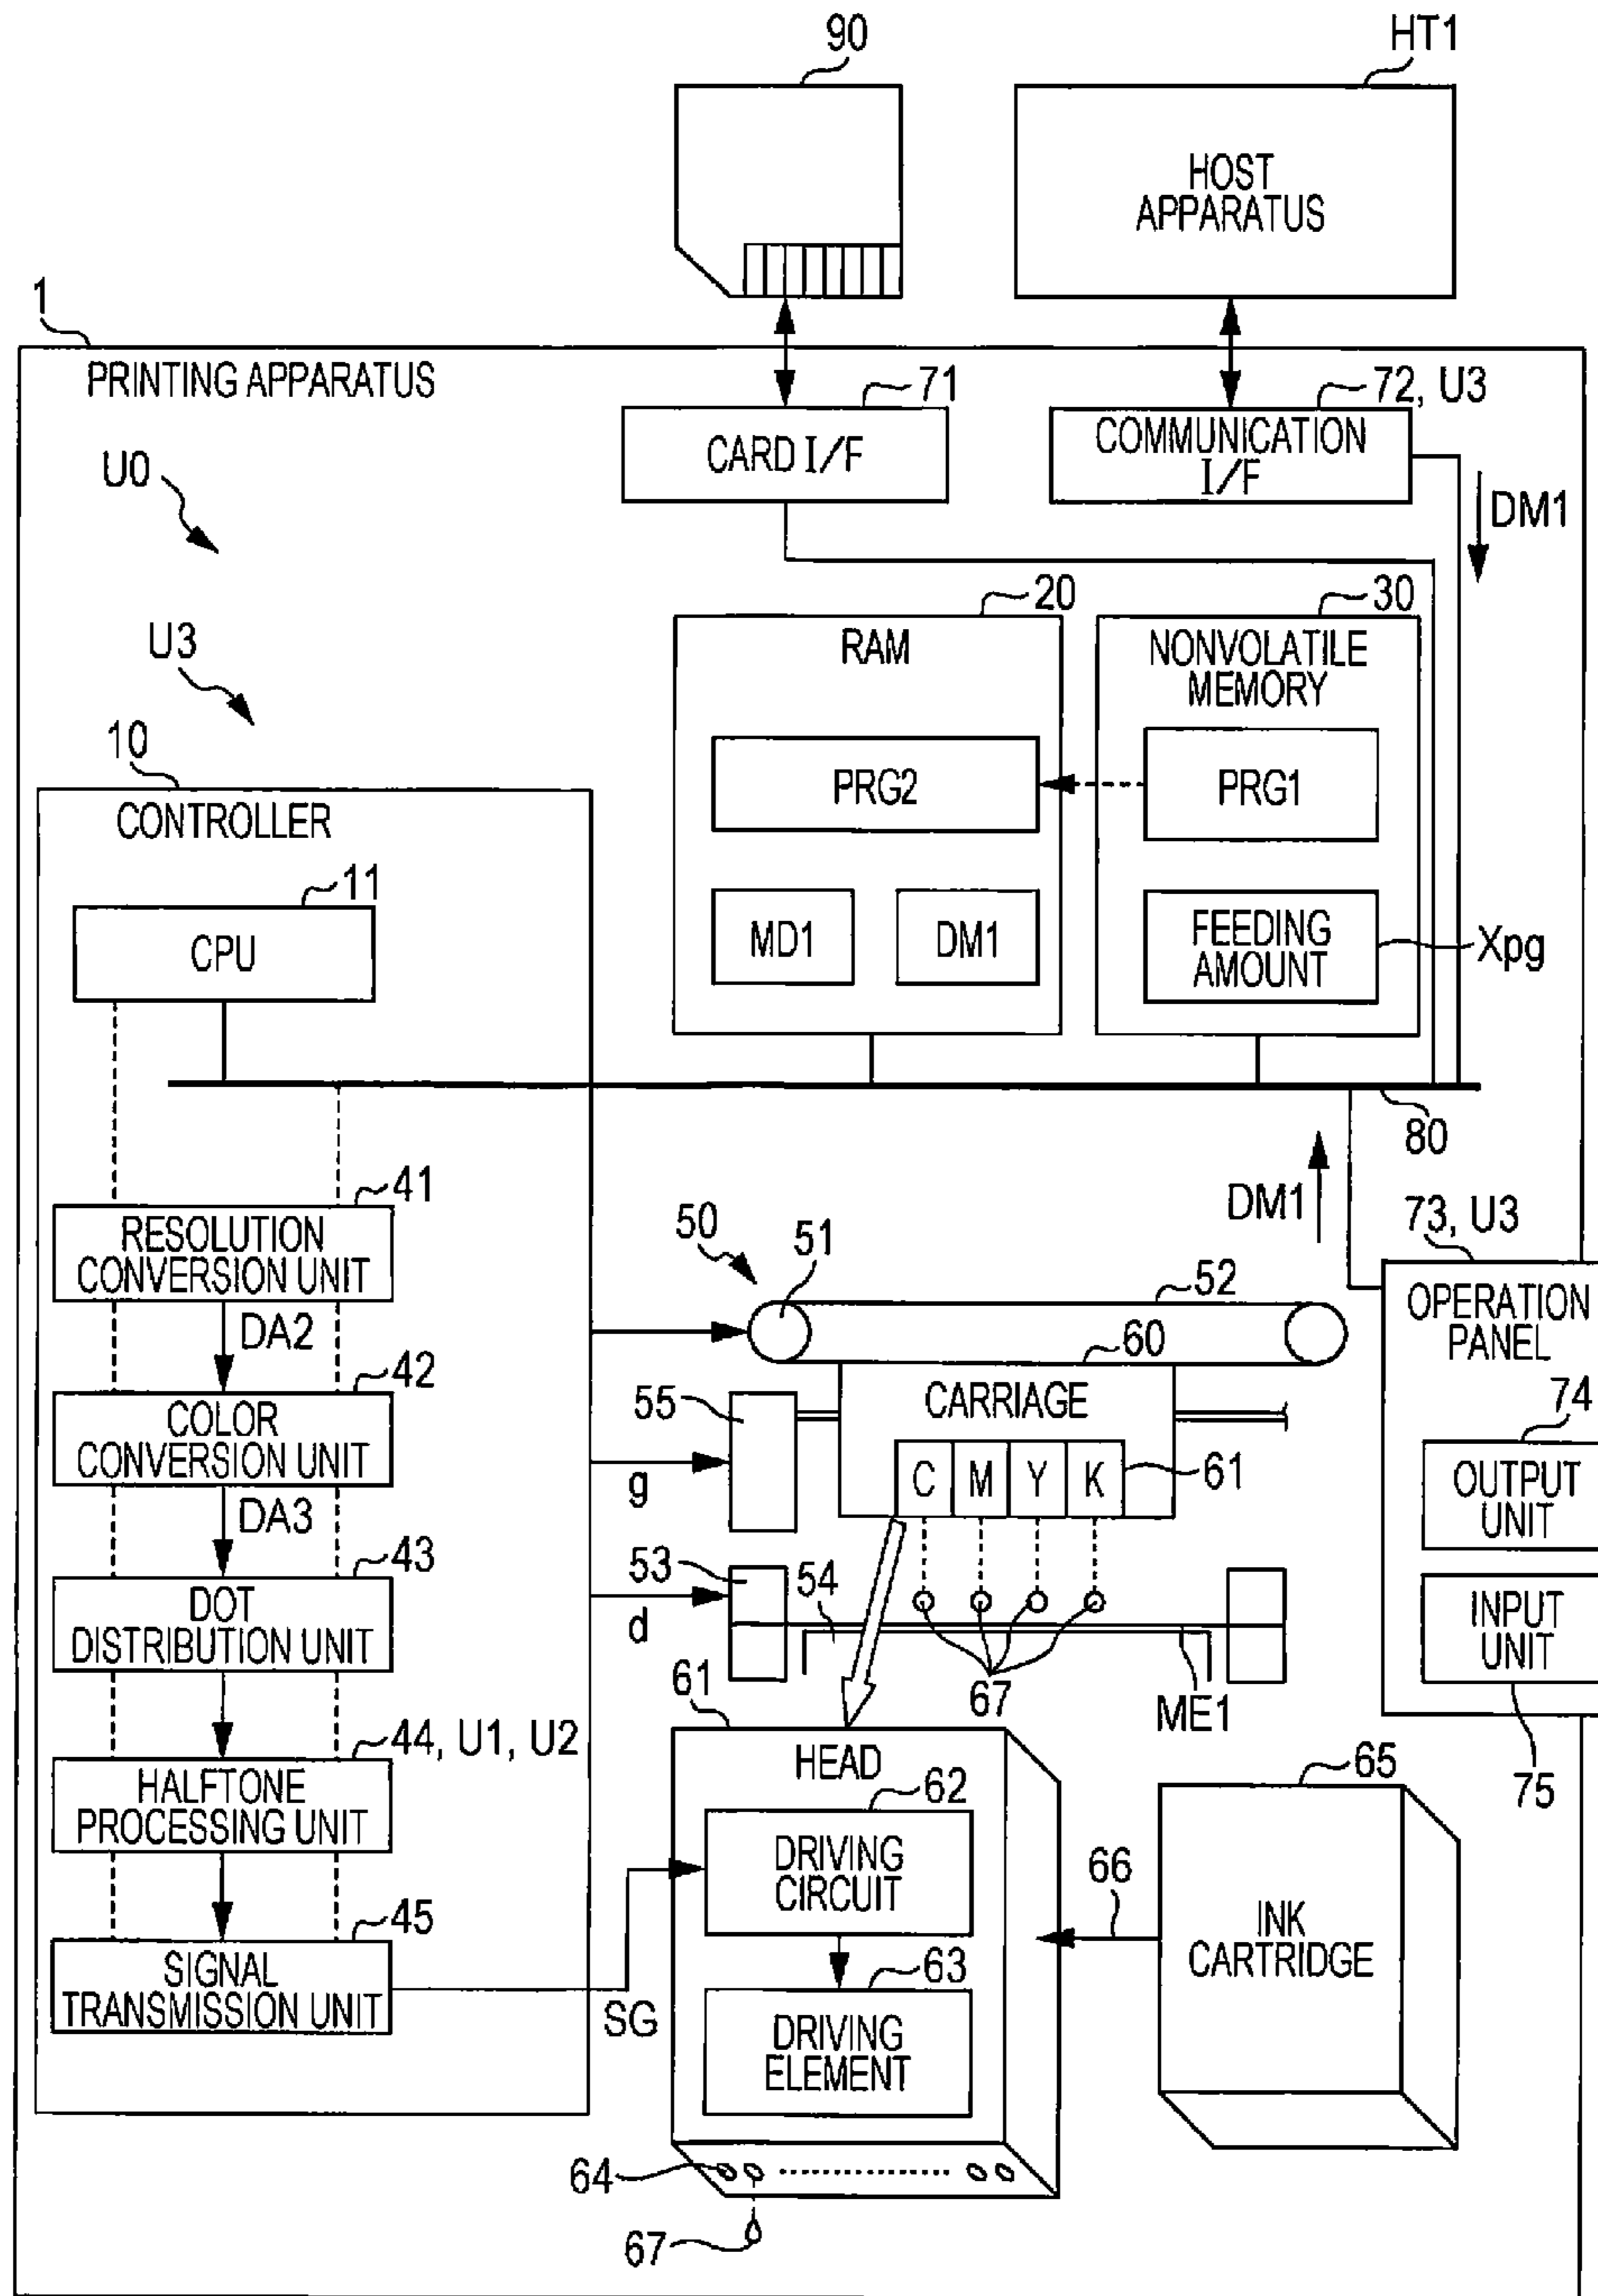 90
HT1
HOST
APPARATUS
1
PRINTING APPARATUS
71
72, U3
CARD I/F
COMMUNICATION
I/F
U0
DM1
20
30
U3
RAM
NONVOLATILE
MEMORY
10
PRG2
PRG1
CONTROLLER
11
CPU
MD1
DM1
FEEDING
AMOUNT
Xpg
80
41
DM1
73, U3
RESOLUTION
CONVERSION UNIT
50
51
52
OPERATION
PANEL
DA2
60
42
CARRIAGE
74
COLOR
CONVERSION UNIT
55
C
M
Y
K
61
OUTPUT
UNIT
g
DA3
43
53
54
DOT
DISTRIBUTION UNIT
d
INPUT
UNIT
67
ME1
61
44, U1, U2
HEAD
65
75
HALFTONE
PROCESSING UNIT
62
DRIVING
CIRCUIT
66
INK
CARTRIDGE
45
63
SIGNAL
TRANSMISSION UNIT
SG
DRIVING
ELEMENT
64
67